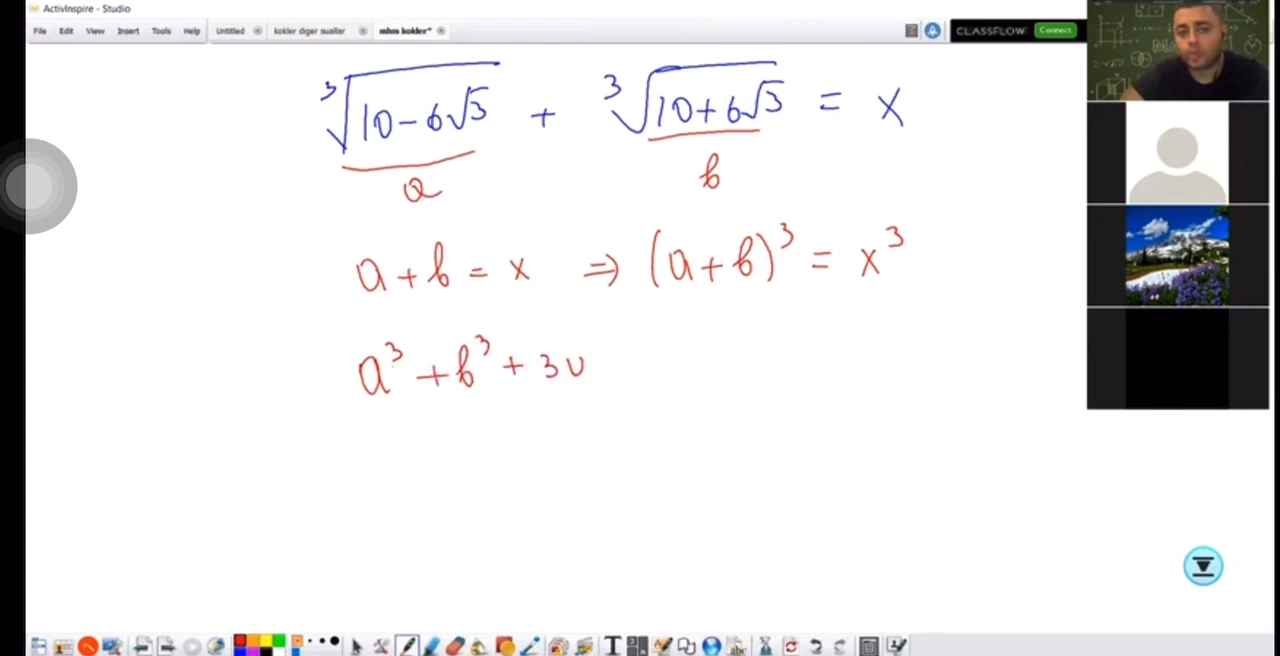 ActivInspire - Studio
File Edit View Insert Tools Help Untitled kokler diger suallar mhm kokler* CLASSFLOW Connect
∛(10-6√3) + ∛(10+6√3) = x
a b
a + b = x ⇒ (a + b)³ = x³
a³ + b³ + 3
T